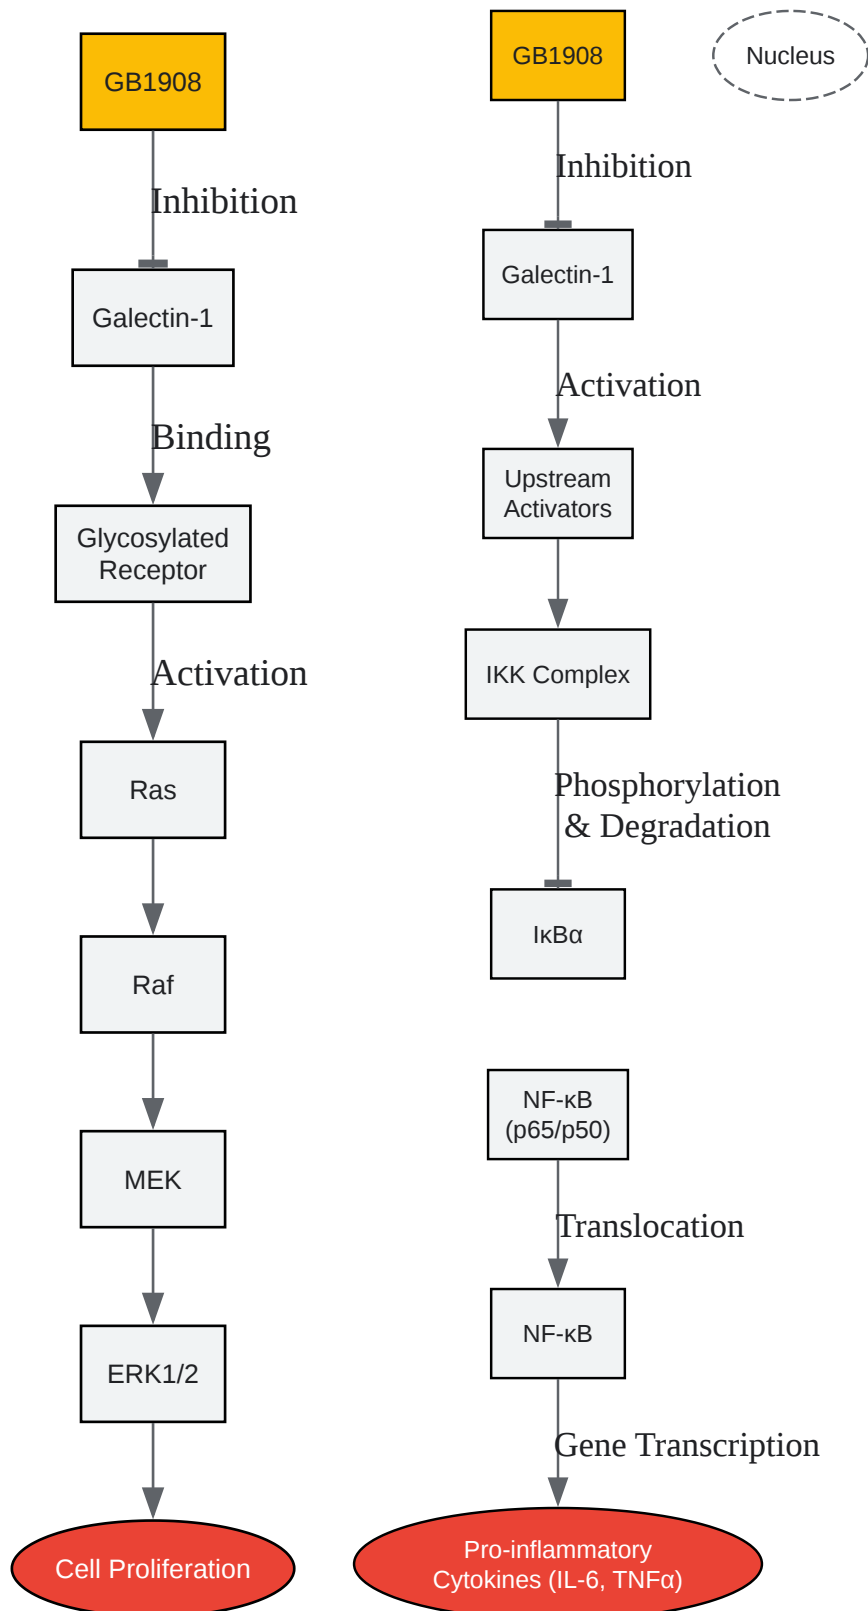 GB1908
Inhibition
Galectin-1
Binding
Glycosylated
Receptor
Activation
Ras
Raf
MEK
ERK1/2
Cell Proliferation
GB1908
Inhibition
Galectin-1
Activation
Upstream
Activators
IKK Complex
Phosphorylation
& Degradation
IκBα
NF-κB
(p65/p50)
Translocation
NF-κB
Gene Transcription
Pro-inflammatory
Cytokines (IL-6, TNFα)
Nucleus